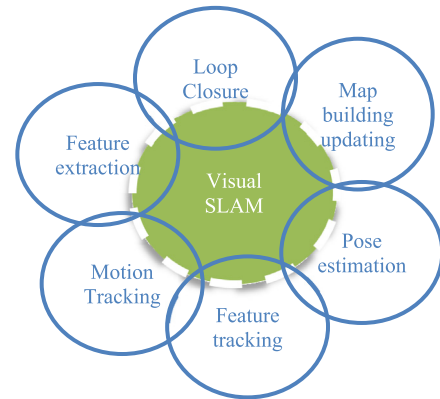 Loop
Closure
Map
building
updating
Feature
extraction
Visual
SLAM
Pose
estimation
Motion
Tracking
Feature
tracking